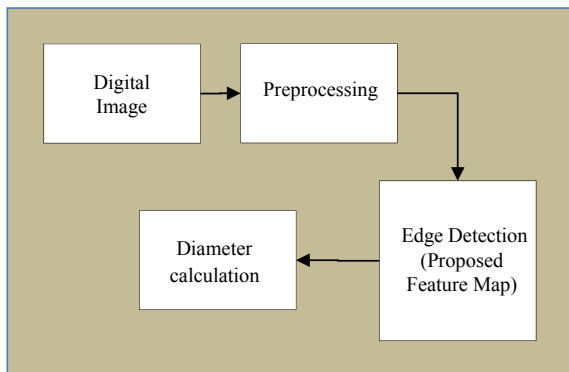 Digital
Image
Preprocessing
Edge Detection
(Proposed
Feature Map)
Diameter
calculation